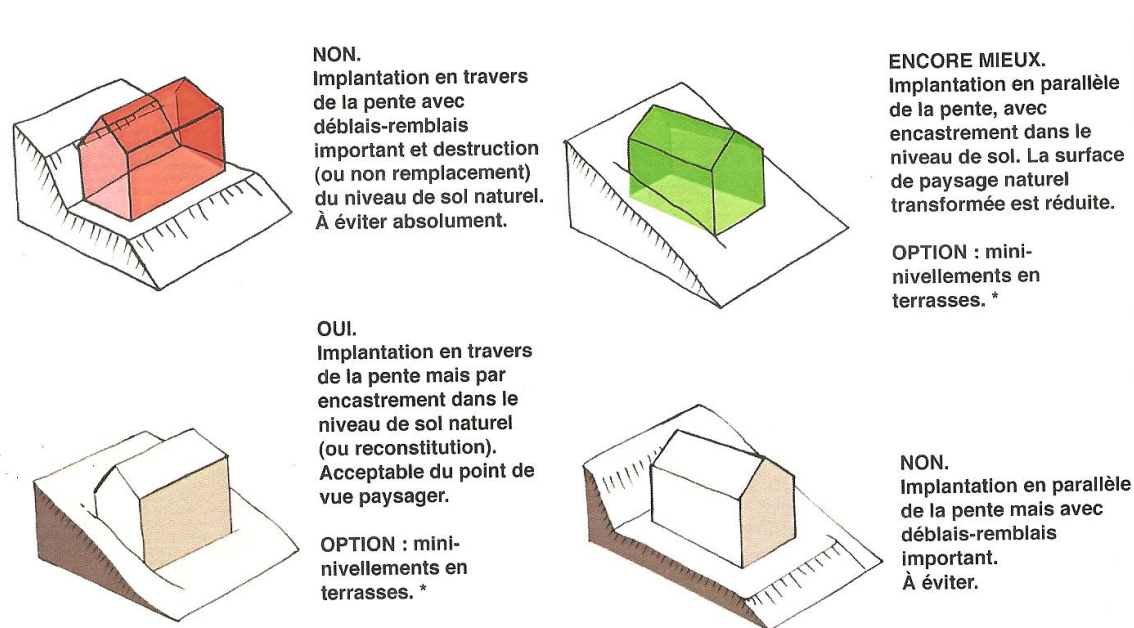 NON.
Implantation en travers
de la pente avec
déblais-remblais
important et destruction
(ou non remplacement)
du niveau de sol naturel.
À éviter absolument.
ENCORE MIEUX.
Implantation en parallèle
de la pente, avec
encastrement dans le
niveau de sol. La surface
de paysage naturel
transformée est réduite.
OPTION : mini-
nivellements en
terrasses. *
OUI.
Implantation en travers
de la pente mais par
encastrement dans le
niveau de sol naturel
(ou reconstitution).
Acceptable du point de
vue paysager.
OPTION : mini-
nivellements en
terrasses. *
NON.
Implantation en parallèle
de la pente mais avec
déblais-remblais
important.
À éviter.